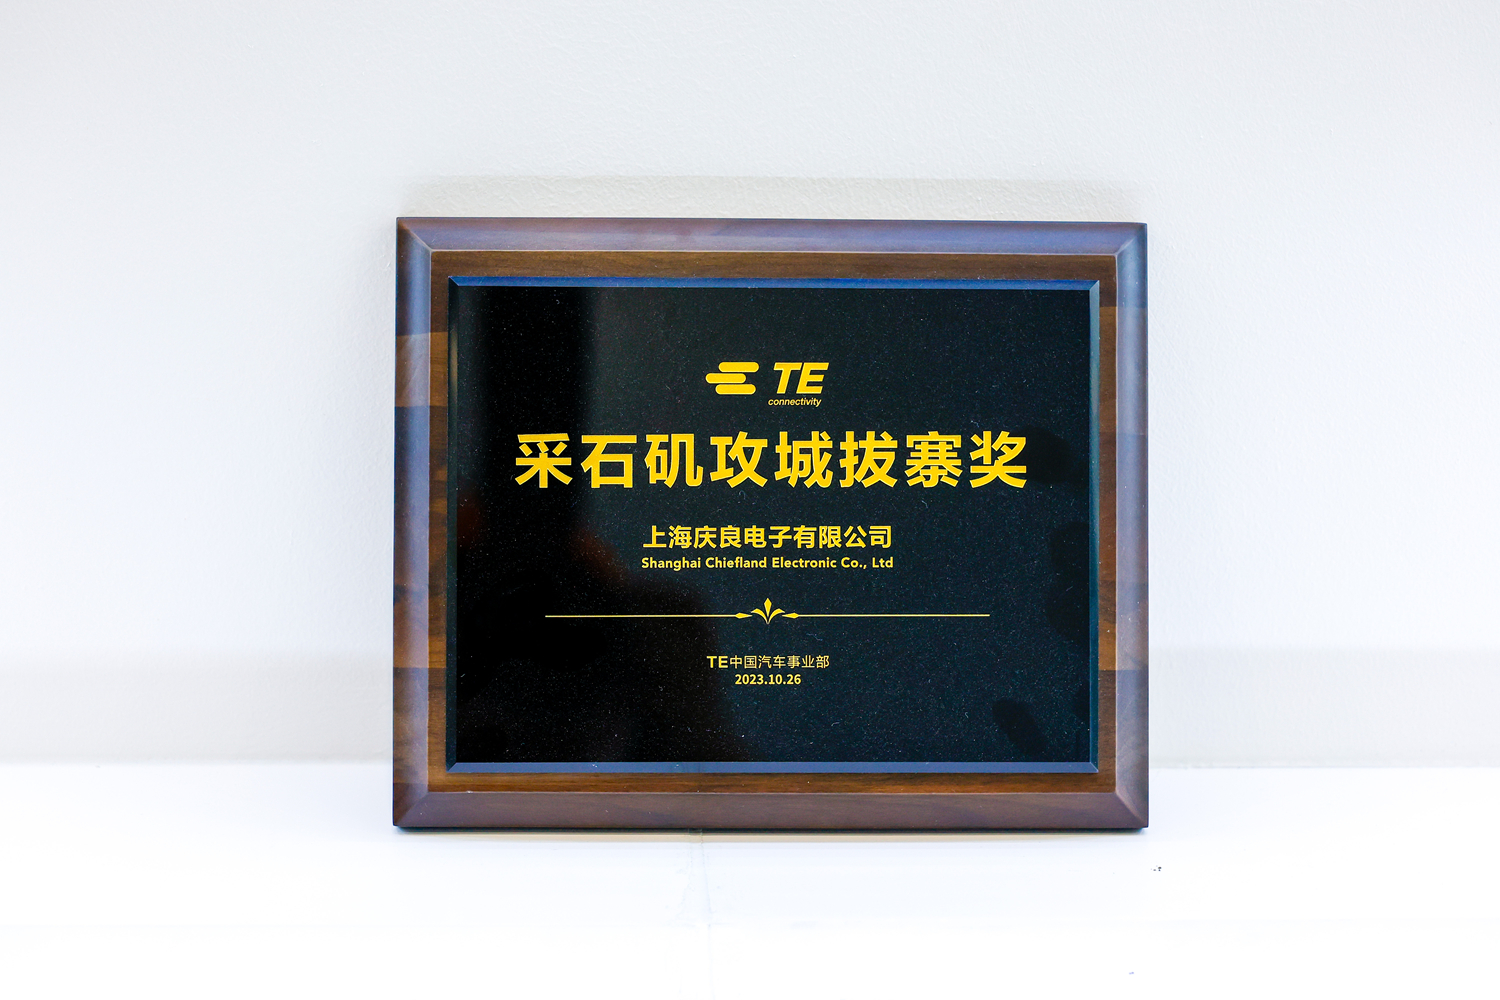 TE
connectivity
采石矶攻城拔寨奖
上海庆良电子有限公司
Shanghai Chiefland Electronic Co., Ltd
TE中国汽车事业部
2023.10.26